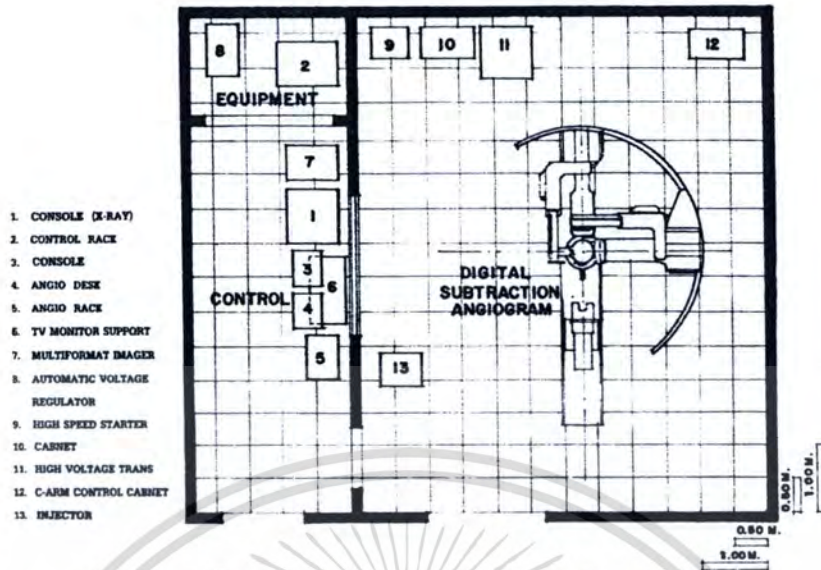 8
2
9
10
11
12
EQUIPMENT
7
1
1. CONSOLE (X-RAY)
2. CONTROL RACK
3. CONSOLE
4. ANGIO DESK
5. ANGIO RACK
6. TV MONITOR SUPPORT
7. MULTIFORMAT IMAGER
8. AUTOMATIC VOLTAGE
REGULATOR
9. HIGH SPEED STARTER
10. CABNET
11. HIGH VOLTAGE TRANS
12. C-ARM CONTROL CABNET
13. INJECTOR
3
6
CONTROL
4
5
DIGITAL
SUBTRACTION
ANGIOGRAM
13
0.50 M.
1.00 M.
0.50 M.
1.00 M.